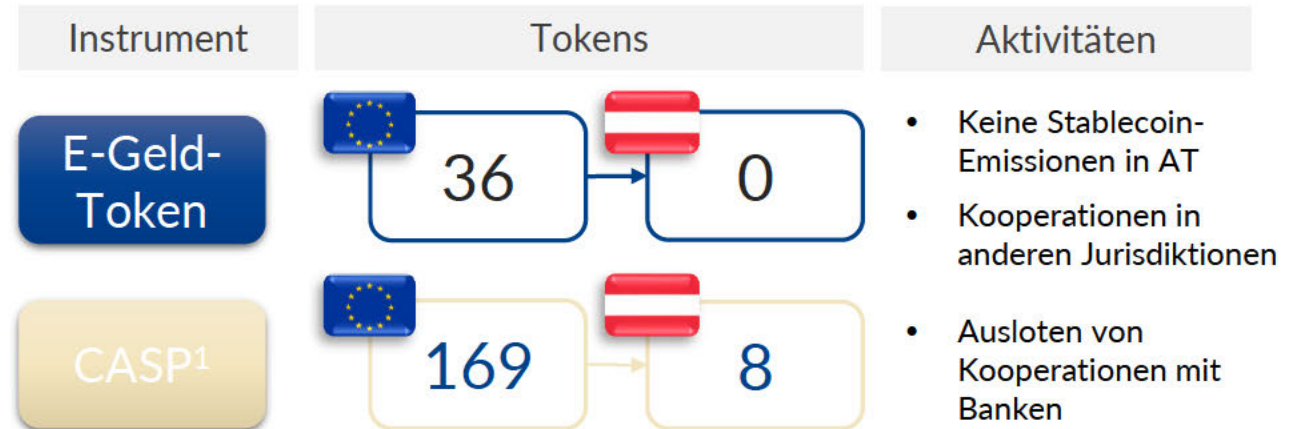 Instrument
Tokens
Aktivitäten
E-Geld-
Token
36
0
• Keine Stablecoin-
Emissionen in AT
• Kooperationen in
anderen Jurisdiktionen
CASP¹
169
8
• Ausloten von
Kooperationen mit
Banken